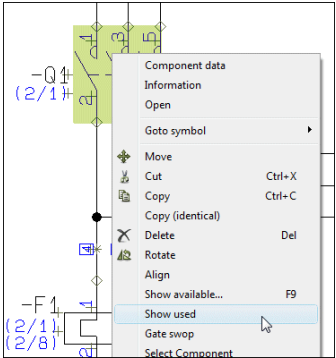 1 3 5
-Q1
(2/1)
2
Component data
Information
Open
Goto symbol
Move
Cut Ctrl+X
Copy Ctrl+C
Copy (identical)
Delete Del
Rotate
Align
Show available... F9
Show used
Gate swop
Select Component
4
-F1
1
(2/1)
(2/8)
2